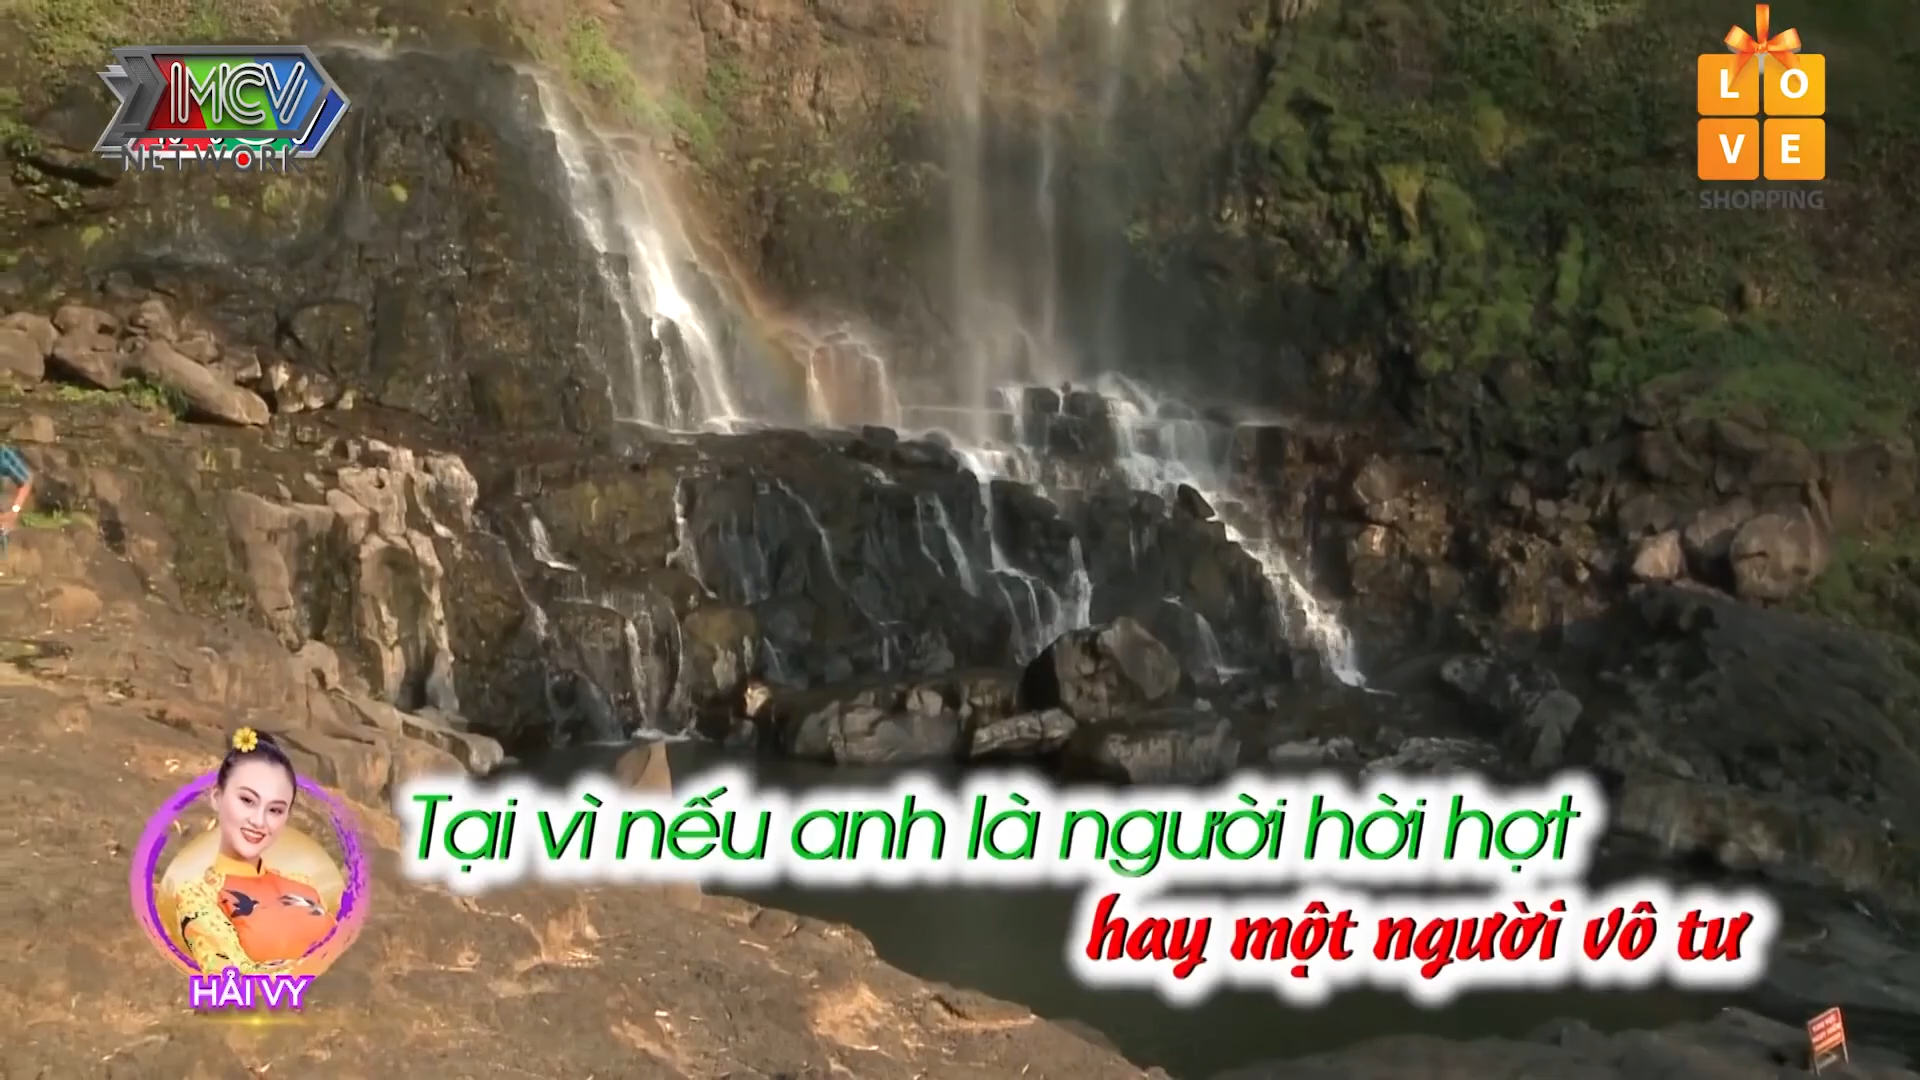 MCV
NETWORK
L O
V E
SHOPPING
Tại vì nếu anh là người hời hợt
hay một người vô tư
HẢI VY